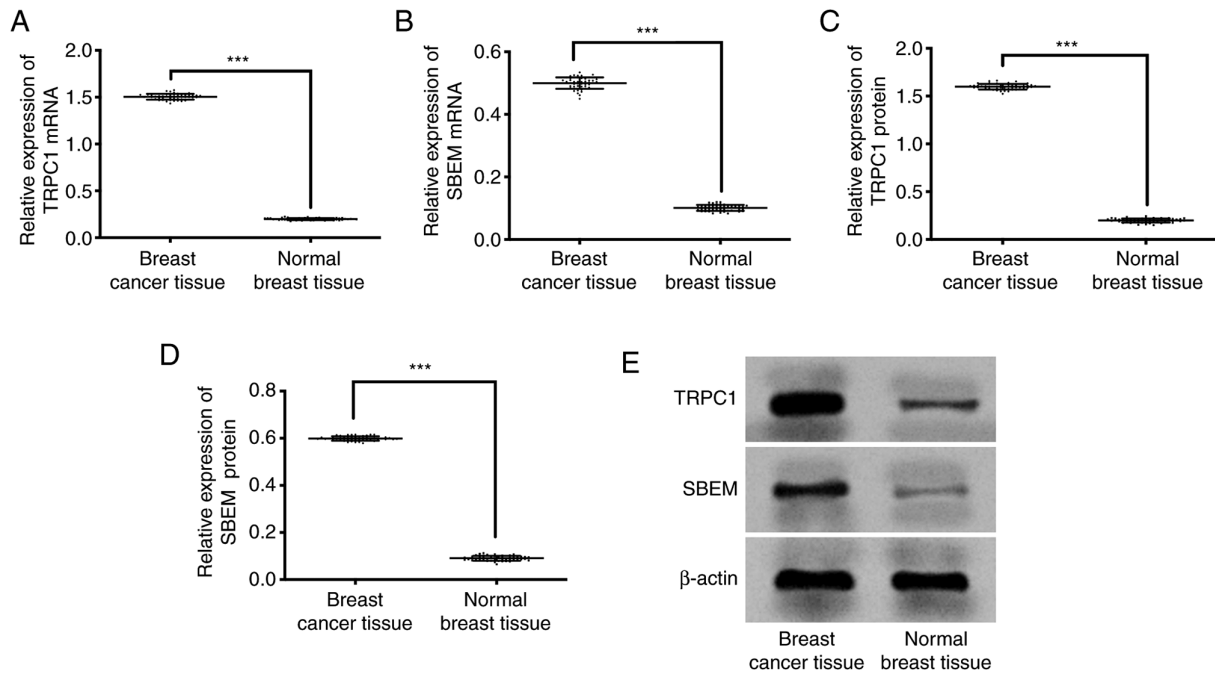 A
Relative expression of
TRPC1 mRNA
2.0
1.5
1.0
0.5
0.0
***
Breast
cancer tissue
Normal
breast tissue
B
Relative expression of
SBEM mRNA
0.6
0.4
0.2
0.0
***
Breast
cancer tissue
Normal
breast tissue
C
Relative expression of
TRPC1 protein
2.0
1.5
1.0
0.5
0.0
***
Breast
cancer tissue
Normal
breast tissue
D
Relative expression of
SBEM protein
0.8
0.6
0.4
0.2
0.0
***
Breast
cancer tissue
Normal
breast tissue
E
TRPC1
SBEM
β-actin
Breast
cancer tissue
Normal
breast tissue